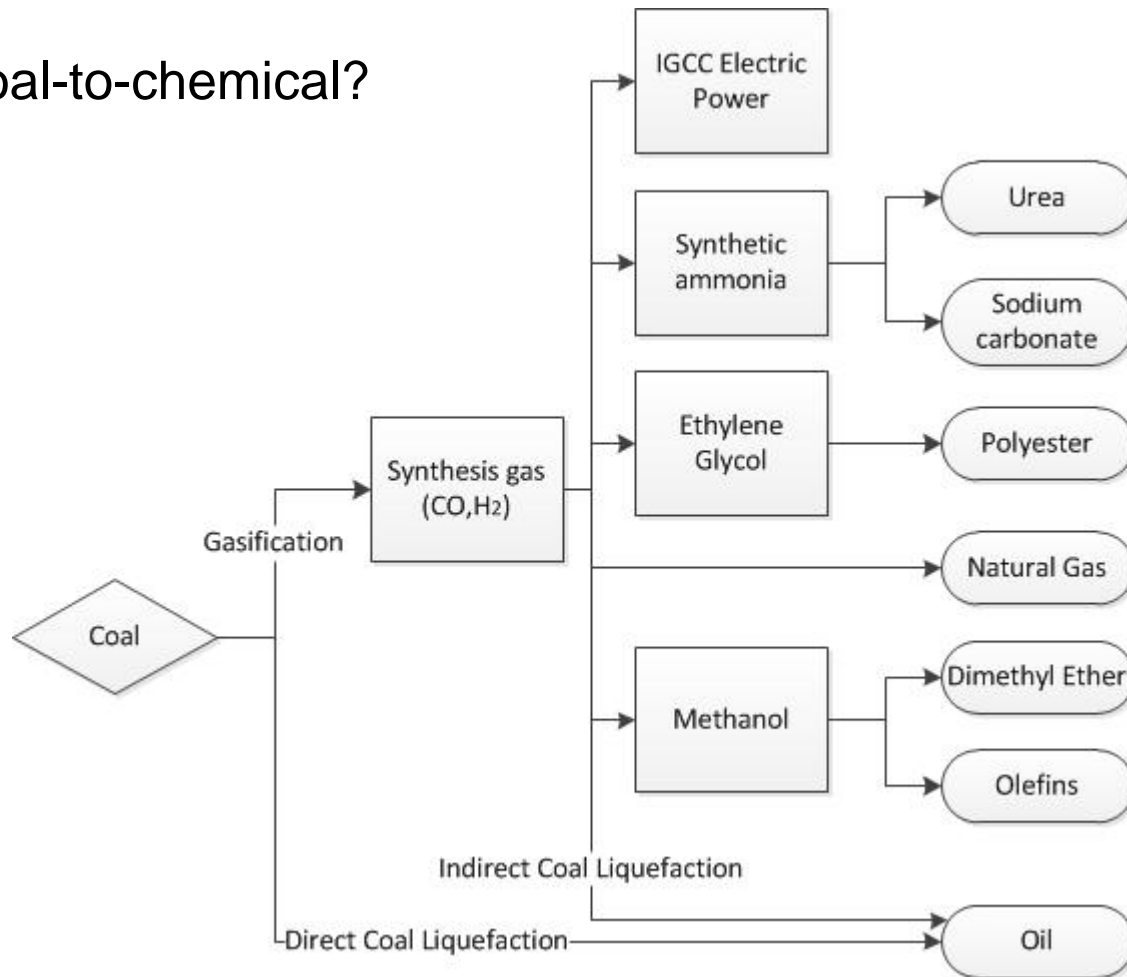 oal-to-chemical?
IGCC Electric
Power
Urea
Synthetic
ammonia
Sodium
carbonate
Ethylene
Glycol
Polyester
Synthesis gas
(CO,H2)
Gasification
Natural Gas
Coal
Dimethyl Ether
Methanol
Olefins
Indirect Coal Liquefaction
Direct Coal Liquefaction
Oil